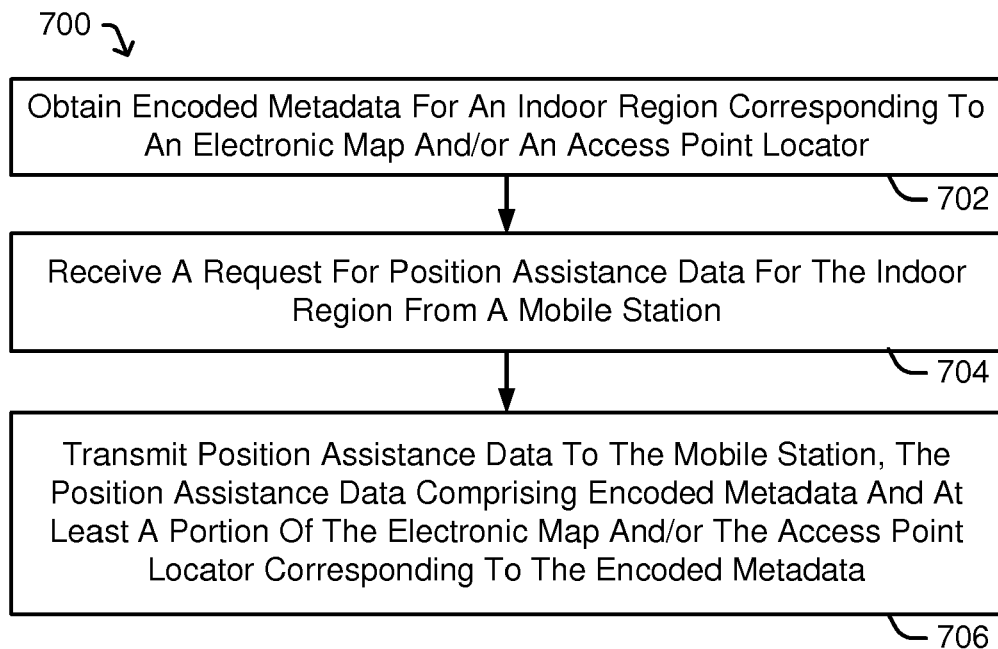 700
Obtain Encoded Metadata For An Indoor Region Corresponding To
An Electronic Map And/or An Access Point Locator
702
Receive A Request For Position Assistance Data For The Indoor
Region From A Mobile Station
704
Transmit Position Assistance Data To The Mobile Station, The
Position Assistance Data Comprising Encoded Metadata And At
Least A Portion Of The Electronic Map And/or The Access Point
Locator Corresponding To The Encoded Metadata
706